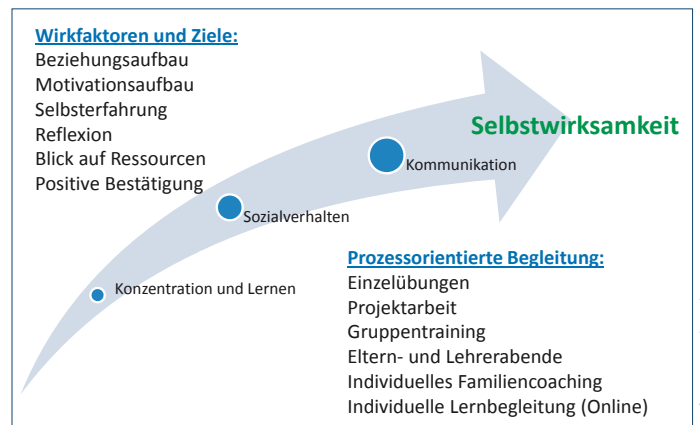 Wirkfaktoren und Ziele:
Beziehungsaufbau
Motivationsaufbau
Selbsterfahrung
Reflexion
Blick auf Ressourcen
Positive Bestätigung
Selbstwirksamkeit
Kommunikation
Sozialverhalten
Konzentration und Lernen
Prozessorientierte Begleitung:
Einzelübungen
Projektarbeit
Gruppentraining
Eltern- und Lehrerabende
Individuelles Familiencoaching
Individuelle Lernbegleitung (Online)